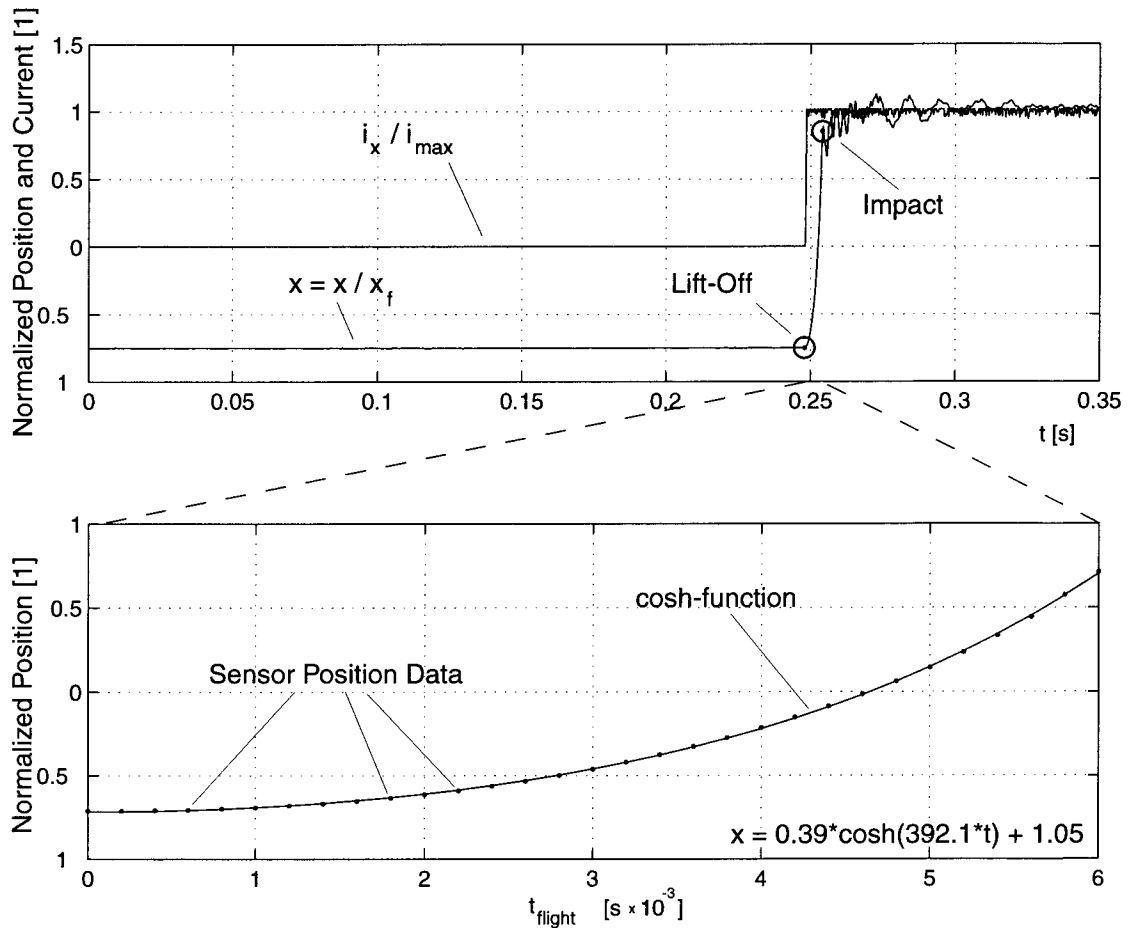 Normalized Position and Current [1]
1.5
1
0.5
0
0.5
1
i_x / i_max
x = x / x_f
Lift-Off
Impact
0
0.05
0.1
0.15
0.2
0.25
0.3
0.35
t [s]
Normalized Position [1]
1
0.5
0
0.5
1
cosh-function
Sensor Position Data
x = 0.39*cosh(392.1*t) + 1.05
0
1
2
3
4
5
6
t_flight [s × 10^-3]